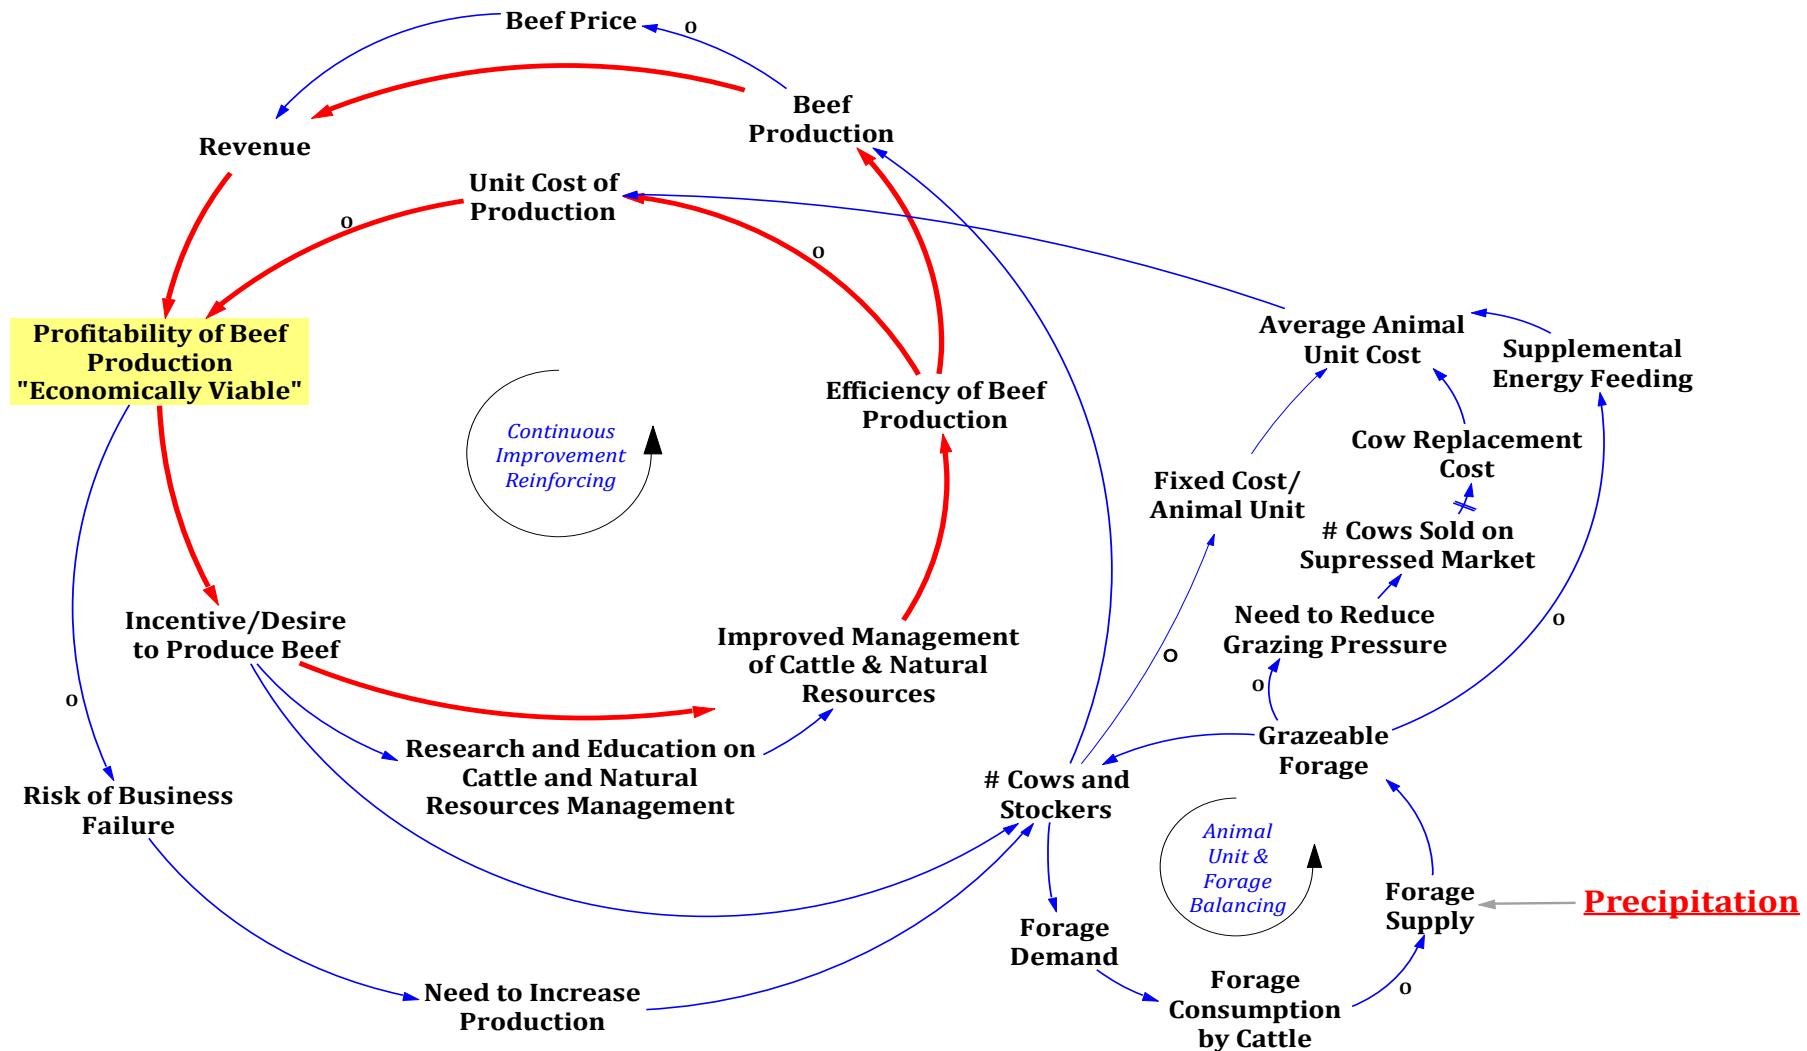 Beef Price
o
Beef
Production
Revenue
Unit Cost of
Production
o
o
Profitability of Beef
Production
"Economically Viable"
Average Animal
Unit Cost
Supplemental
Energy Feeding
Efficiency of Beef
Production
Continuous
Improvement
Reinforcing
Cow Replacement
Cost
Fixed Cost/
Animal Unit
# Cows Sold on
Supressed Market
Incentive/Desire
to Produce Beef
Need to Reduce
Grazing Pressure
o
Improved Management
of Cattle & Natural
Resources
o
o
o
Research and Education on
Cattle and Natural
Resources Management
Grazeable
Forage
# Cows and
Stockers
Risk of Business
Failure
Animal
Unit &
Forage
Balancing
Forage
Supply
Precipitation
Forage
Demand
Forage
Consumption
by Cattle
o
Need to Increase
Production